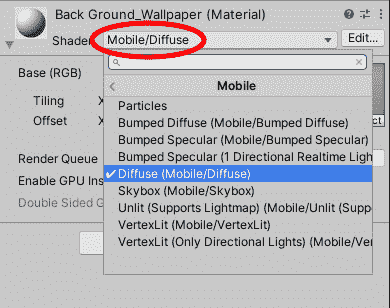 Back Ground_Wallpaper (Material)
Shader Mobile/Diffuse Edit...
Base (RGB)
Mobile
Tiling X
Particles
Offset X
Bumped Diffuse (Mobile/Bumped Diffuse)
Bumped Specular (Mobile/Bumped Specular)
Render Queue
Bumped Specular (1 Directional Realtime Ligh
Enable GPU Ins
✓ Diffuse (Mobile/Diffuse)
Double Sided G
Skybox (Mobile/Skybox)
Unlit (Supports Lightmap) (Mobile/Unlit (Supp
VertexLit (Mobile/VertexLit)
VertexLit (Only Directional Lights) (Mobile/Ver